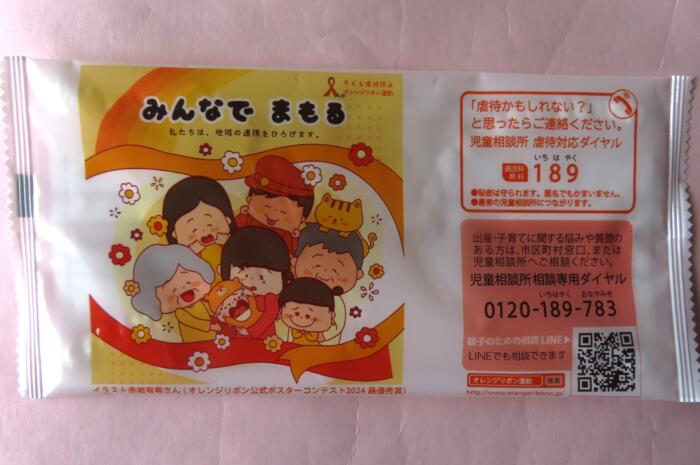 子ども虐待防止
オレンジリボン運動
みんなで まもる
私たちは、地域の連携をひろげます。
イラスト:
有希さん(オレンジリボン公式ポスターコンテスト2024 最優秀賞)
「虐待かもしれない?」
と思ったらご連絡ください。
児童相談所 虐待対応ダイヤル
いち は やく
通話料
無料
189
●秘密は守られます。匿名でもかまいません。
●最寄の児童相談所につながります。
出産・子育てに関する悩みや質問の
ある方は、市区町村窓口、または
児童相談所へご相談ください。
児童相談所相談専用ダイヤル
いちはやく おなやみを
0120-189-783
親子のための相談LINE▶
LINEでも相談できます
オレンジリボン運動 検索
http://www.orangeribbon.jp/